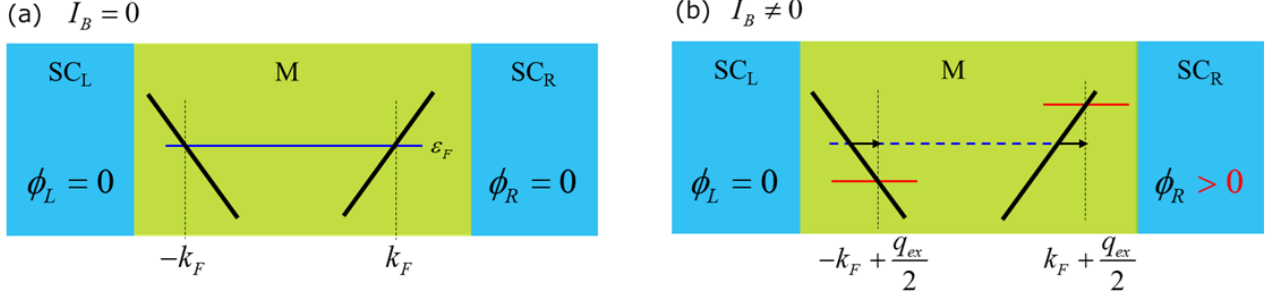 (a) I_B = 0
SC_L M SC_R
ε_F
ϕ_L = 0 ϕ_R = 0
−k_F k_F
(b) I_B ≠ 0
SC_L M SC_R
ϕ_L = 0 ϕ_R > 0
−k_F + q_ex/2 k_F + q_ex/2